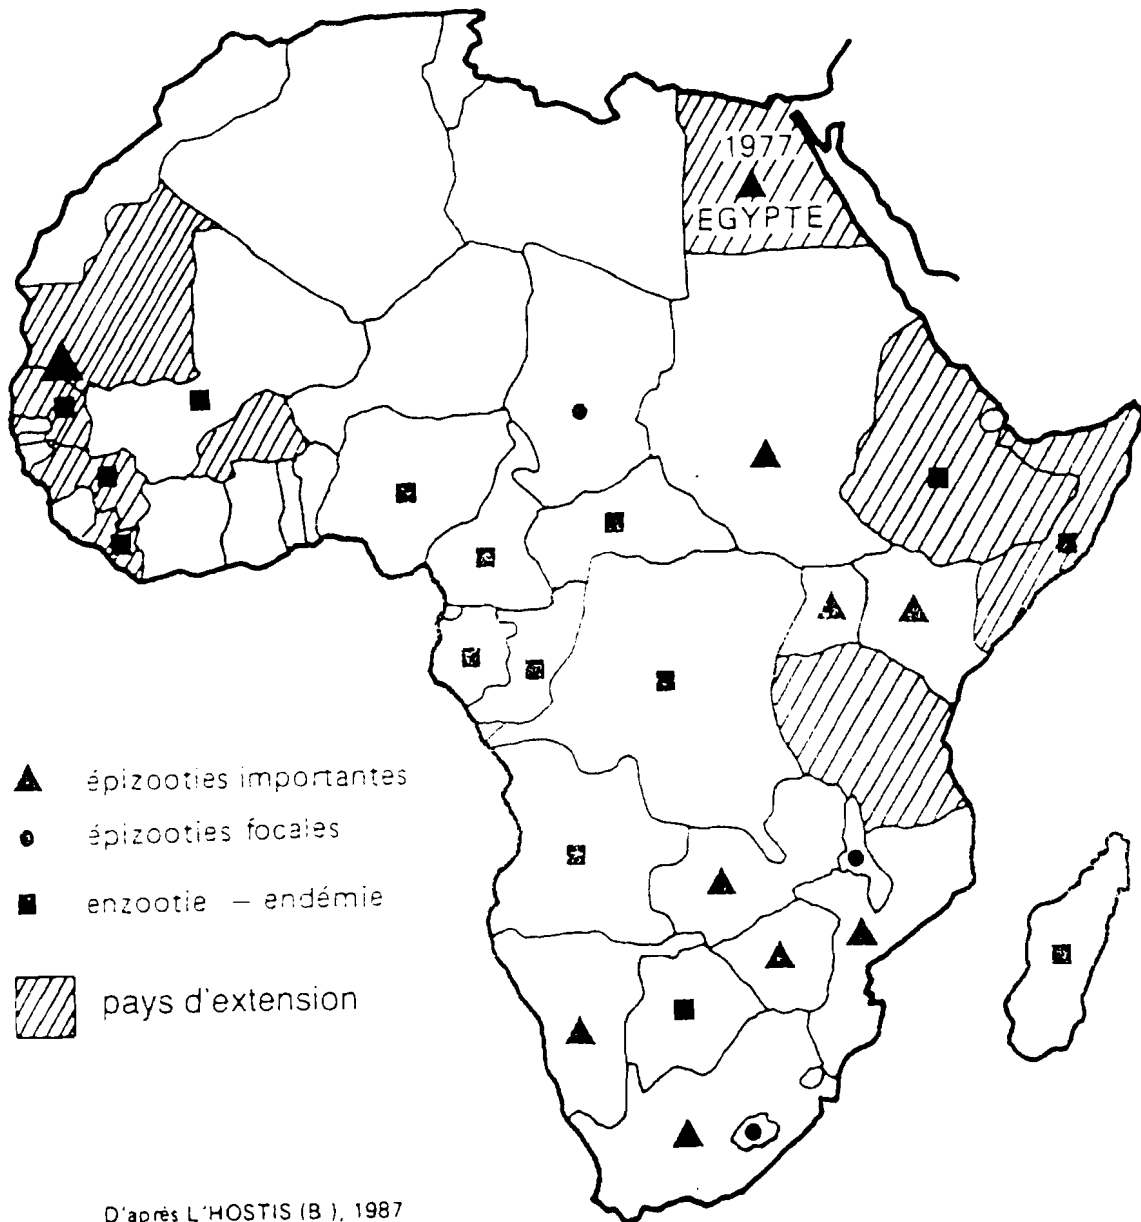 1977
EGYPTE
épizooties importantes
épizooties focales
enzootie – endémie
pays d'extension
D'après L'HOSTIS (B), 1987